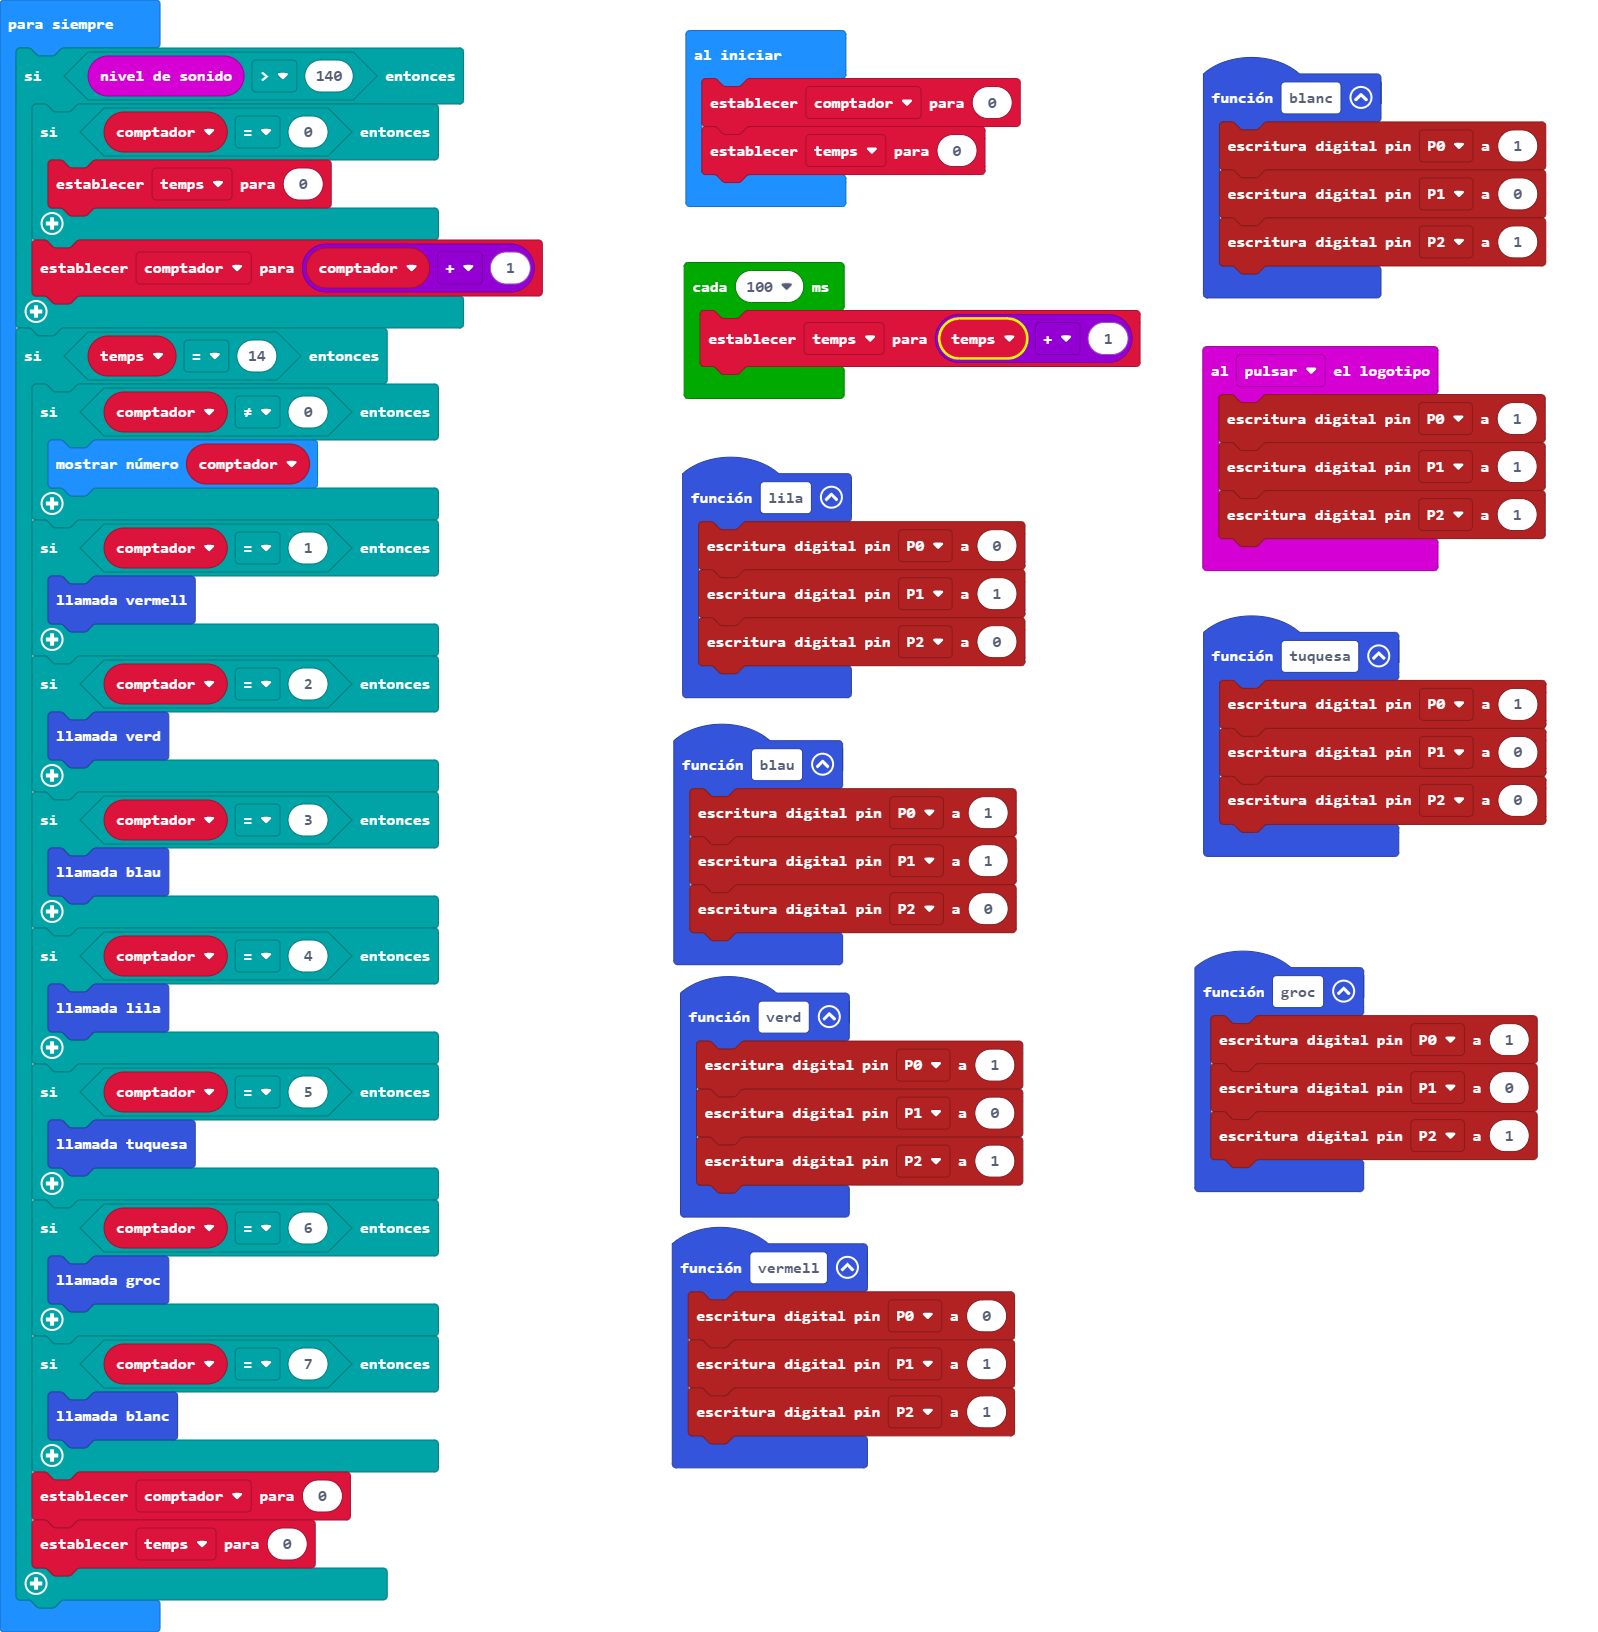 para siempre
si nivel de sonido > 140 entonces
si comptador = 0 entonces
establecer temps para 0
establecer comptador para comptador + 1
si temps = 14 entonces
si comptador ≠ 0 entonces
mostrar número comptador
si comptador = 1 entonces
llamada vermell
si comptador = 2 entonces
llamada verd
si comptador = 3 entonces
llamada blau
si comptador = 4 entonces
llamada lila
si comptador = 5 entonces
llamada tuquesa
si comptador = 6 entonces
llamada groc
si comptador = 7 entonces
llamada blanc
establecer comptador para 0
establecer temps para 0
al iniciar
establecer comptador para 0
establecer temps para 0
cada 100 ms
establecer temps para temps + 1
función lila
escritura digital pin P0 a 0
escritura digital pin P1 a 1
escritura digital pin P2 a 0
función blau
escritura digital pin P0 a 1
escritura digital pin P1 a 1
escritura digital pin P2 a 0
función verd
escritura digital pin P0 a 1
escritura digital pin P1 a 0
escritura digital pin P2 a 1
función vermell
escritura digital pin P0 a 0
escritura digital pin P1 a 1
escritura digital pin P2 a 1
función blanc
escritura digital pin P0 a 1
escritura digital pin P1 a 0
escritura digital pin P2 a 1
al pulsar el logotipo
escritura digital pin P0 a 1
escritura digital pin P1 a 1
escritura digital pin P2 a 1
función tuquesa
escritura digital pin P0 a 1
escritura digital pin P1 a 0
escritura digital pin P2 a 0
función groc
escritura digital pin P0 a 1
escritura digital pin P1 a 0
escritura digital pin P2 a 1